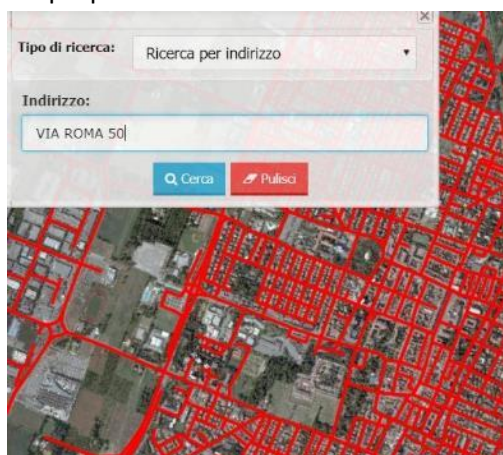 Tipo di ricerca:
Ricerca per indirizzo
Indirizzo:
VIA ROMA 50
Cerca
Pulisci